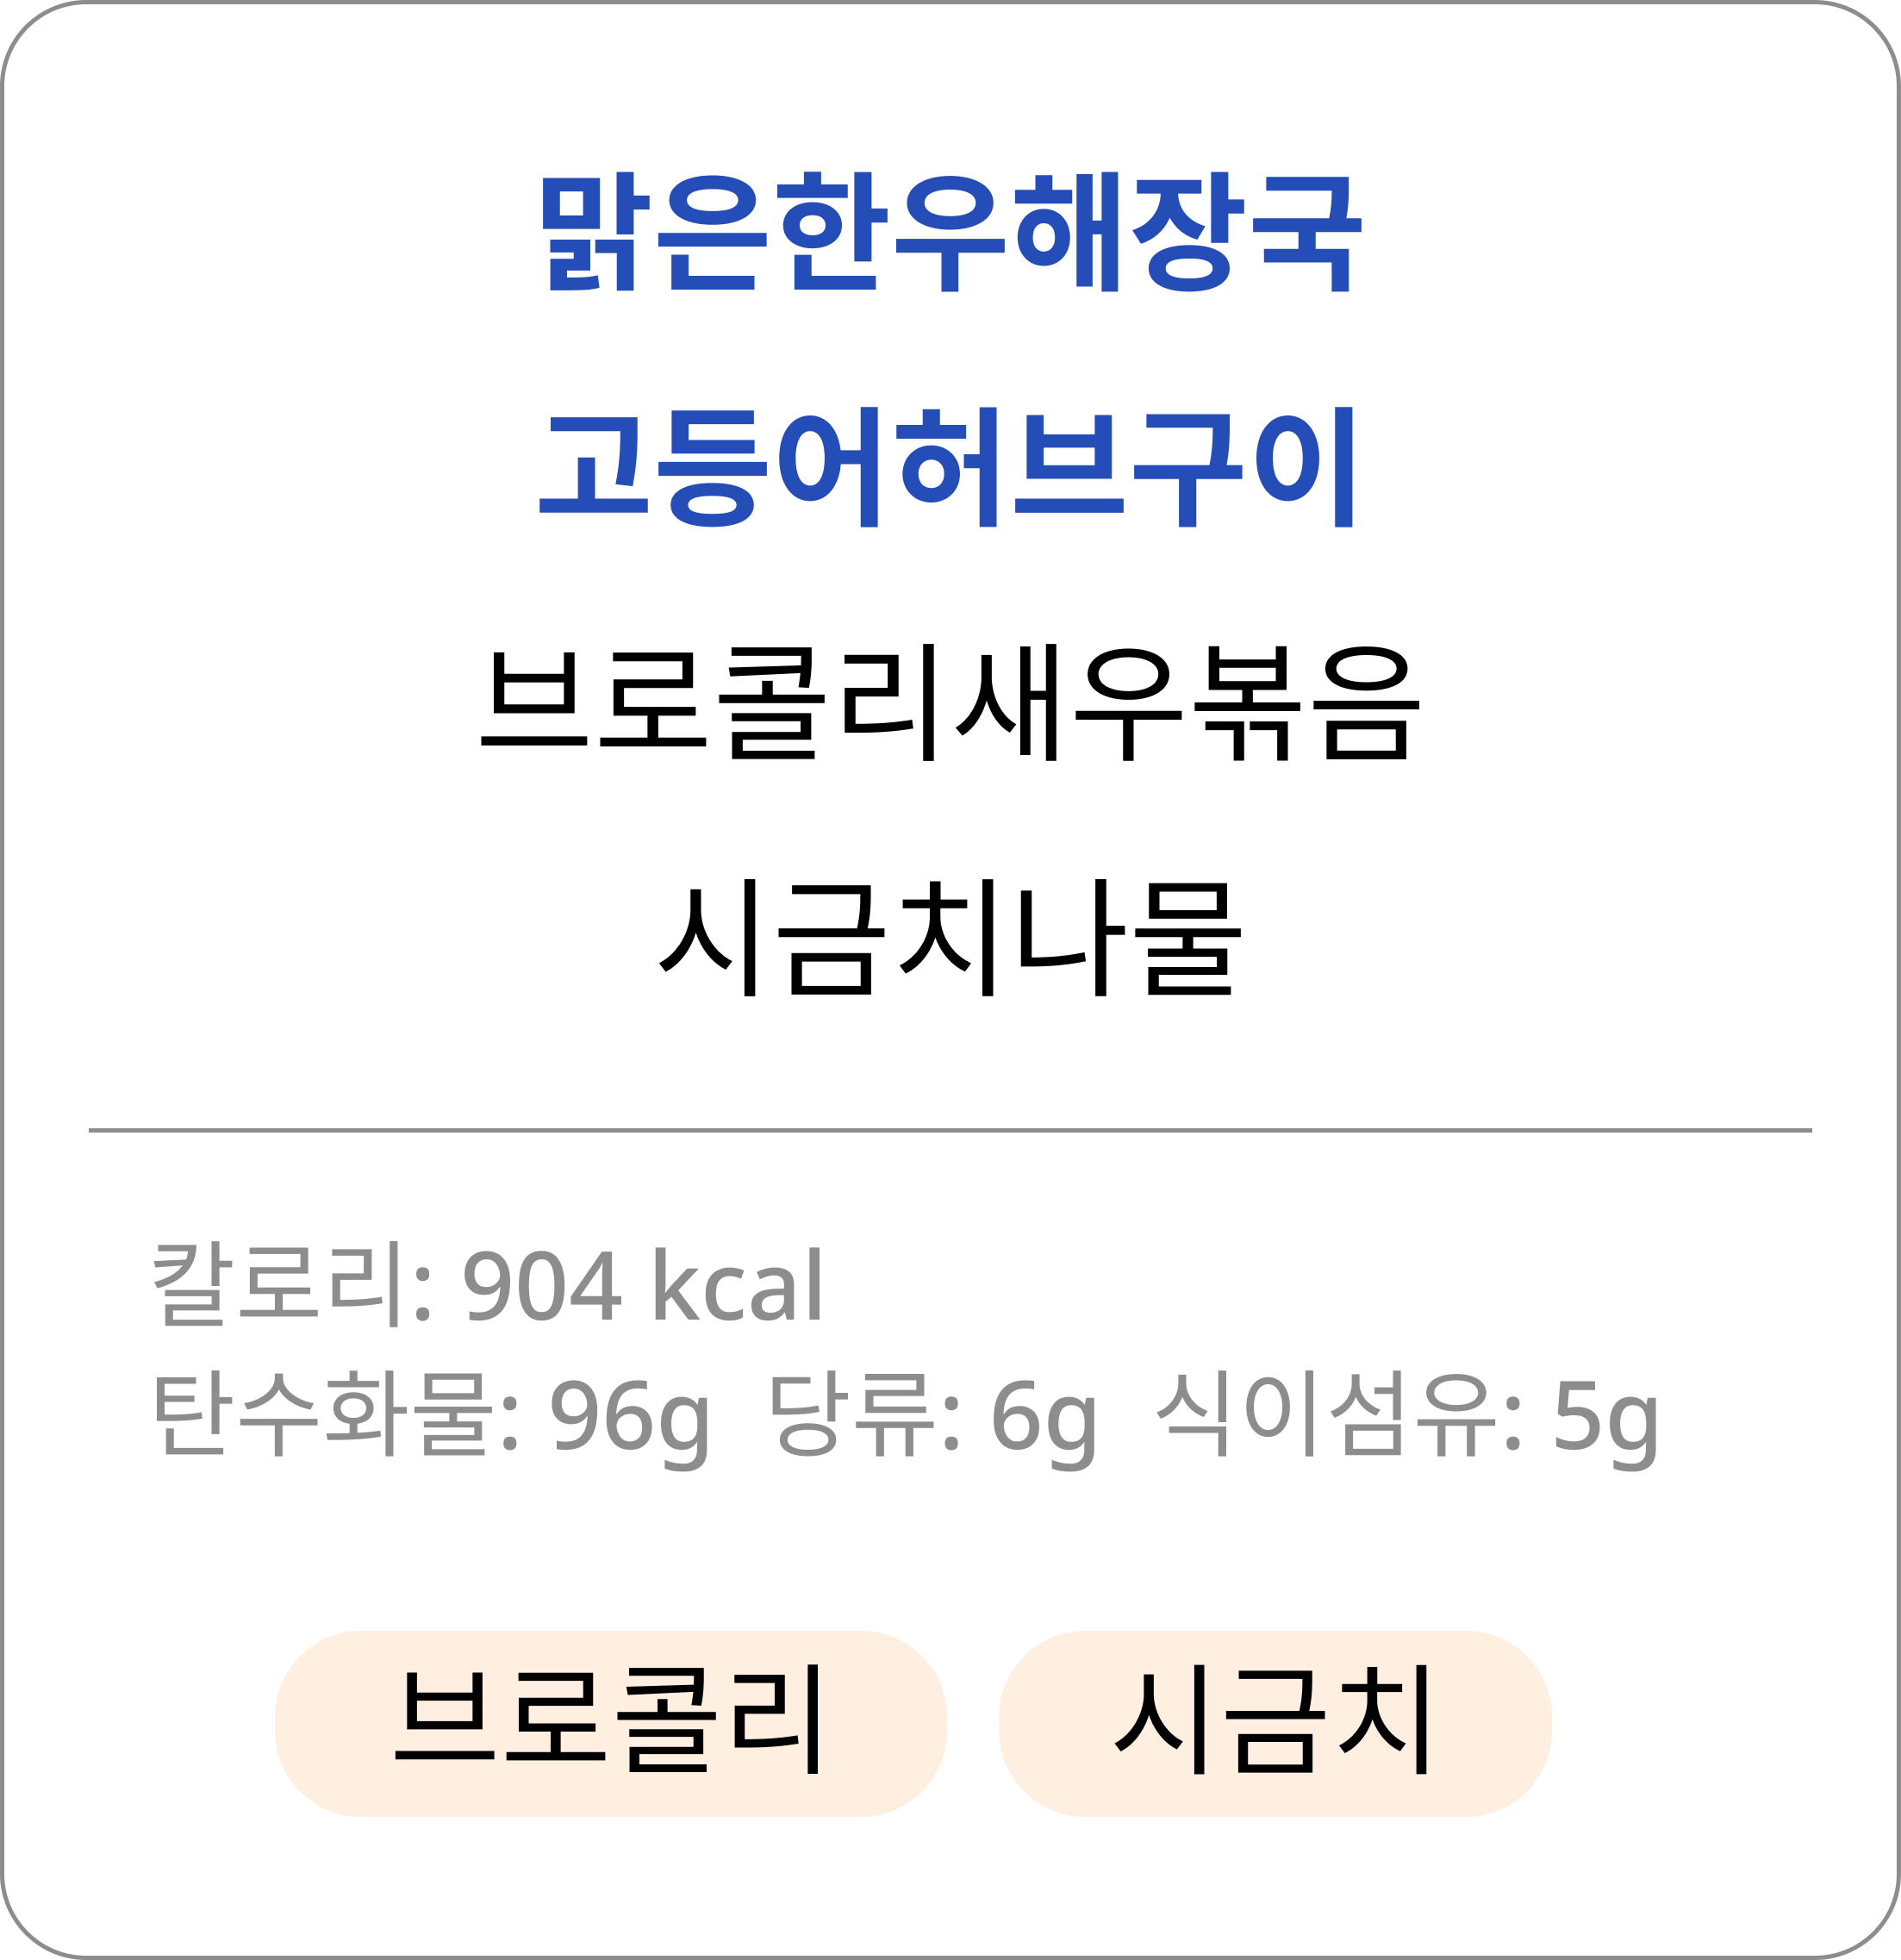 맑은한우해장국
고등어바부구이
브로콜리새우볶음
시금치나물
칼로리: 904 kcal
탄수화물: 96g 당류: 6g 식이섬유: 5g
브로콜리 시금치